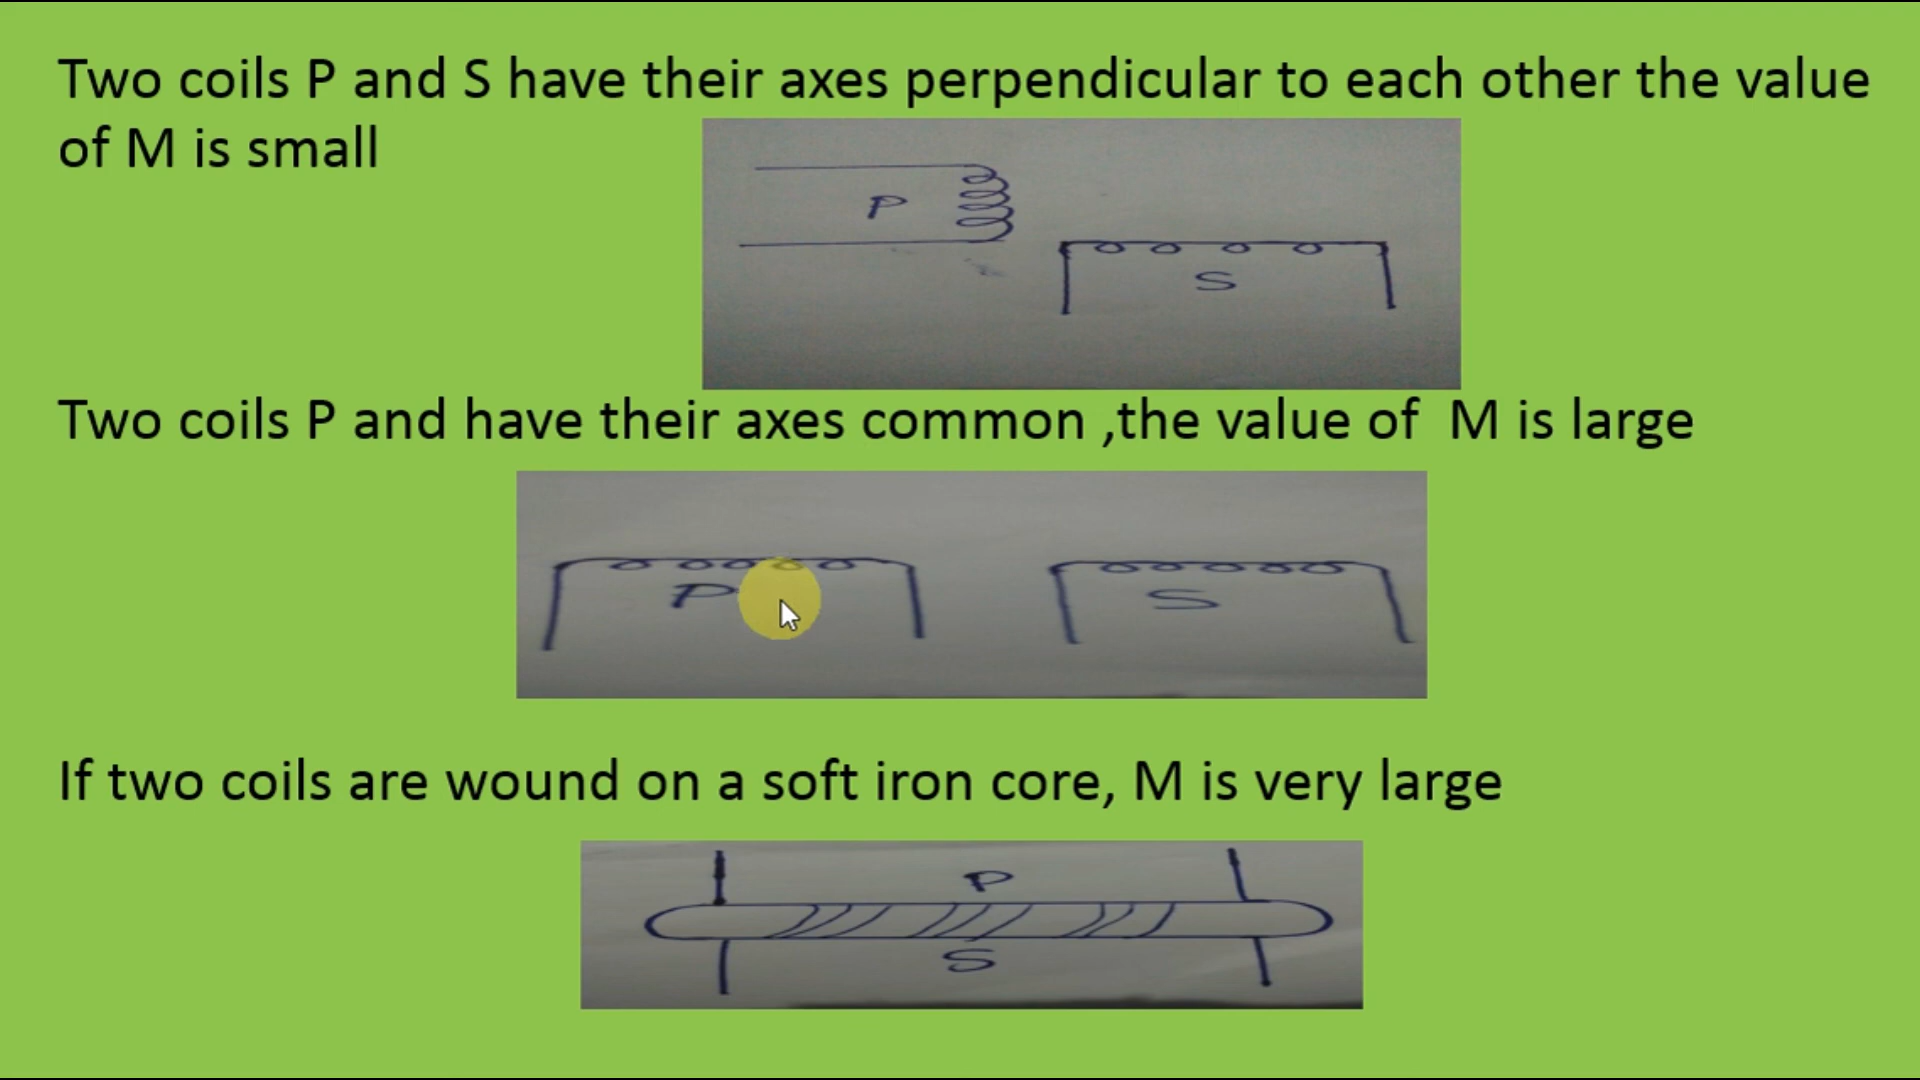 Two coils P and S have their axes perpendicular to each other the value
of M is small
P
S
Two coils P and have their axes common ,the value of  M is large
P
S
If two coils are wound on a soft iron core, M is very large
P
S